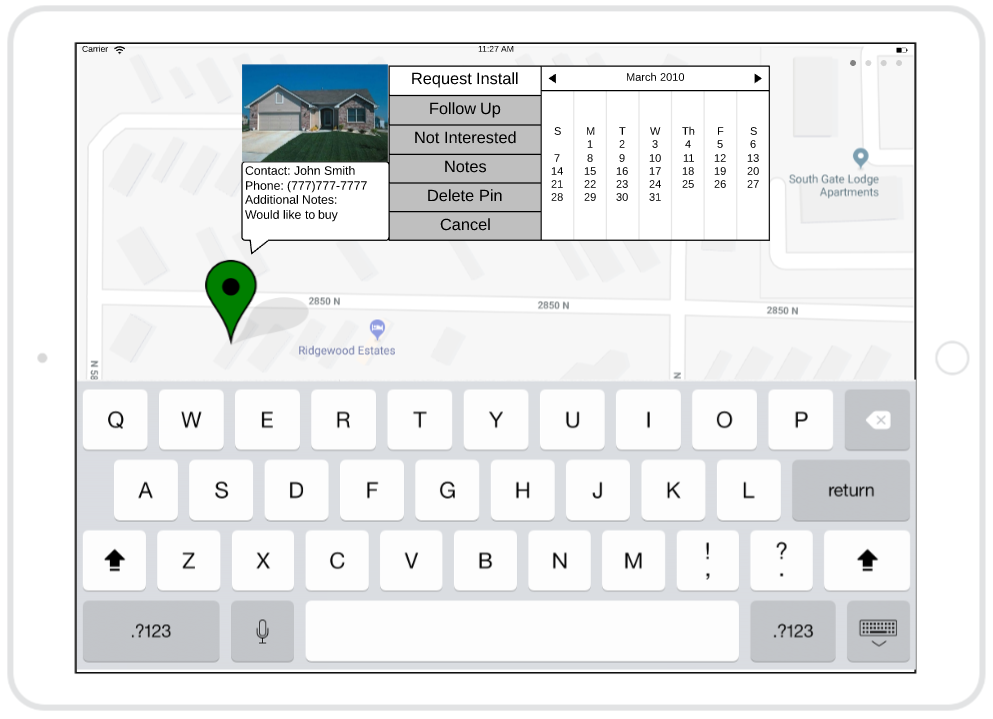 Carrier
11:27 AM
Request Install
Follow Up
Not Interested
Notes
Delete Pin
Cancel
March 2010
S M T W Th F S
1 2 3 4 5 6
7 8 9 10 11 12 13
14 15 16 17 18 19 20
21 22 23 24 25 26 27
28 29 30 31
Contact: John Smith
Phone: (777)777-7777
Additional Notes:
Would like to buy
South Gate Lodge
Apartments
2850 N
2850 N
2850 N
Ridgewood Estates
N 58
N
Q W E R T Y U I O P
A S D F G H J K L return
Z X C V B N M ! , ? .
.?123 .?123